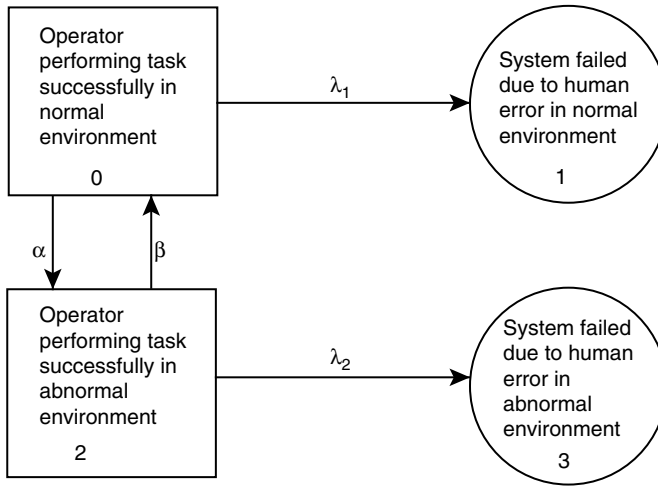 Operator
performing task
successfully in
normal
environment
0
λ1
System failed
due to human
error in normal
environment
1
α
β
Operator
performing task
successfully in
abnormal
environment
2
λ2
System failed
due to human
error in
abnormal
environment
3